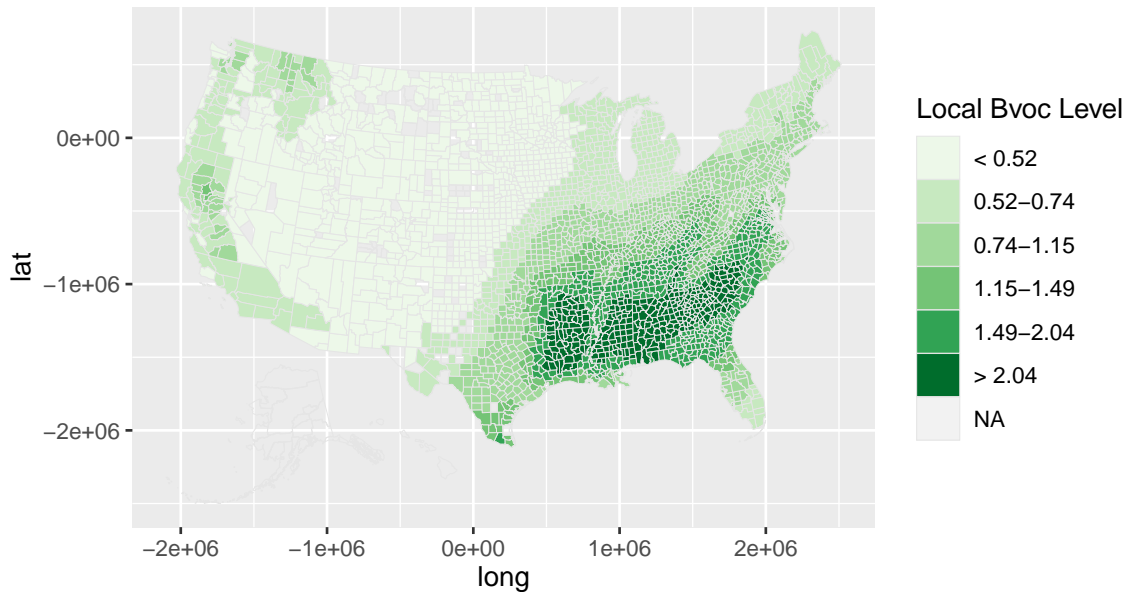 Local Bvoc Level
< 0.52
0.52−0.74
0.74−1.15
1.15−1.49
1.49−2.04
> 2.04
NA
lat
0e+00
−1e+06
−2e+06
−2e+06 −1e+06 0e+00 1e+06 2e+06
long